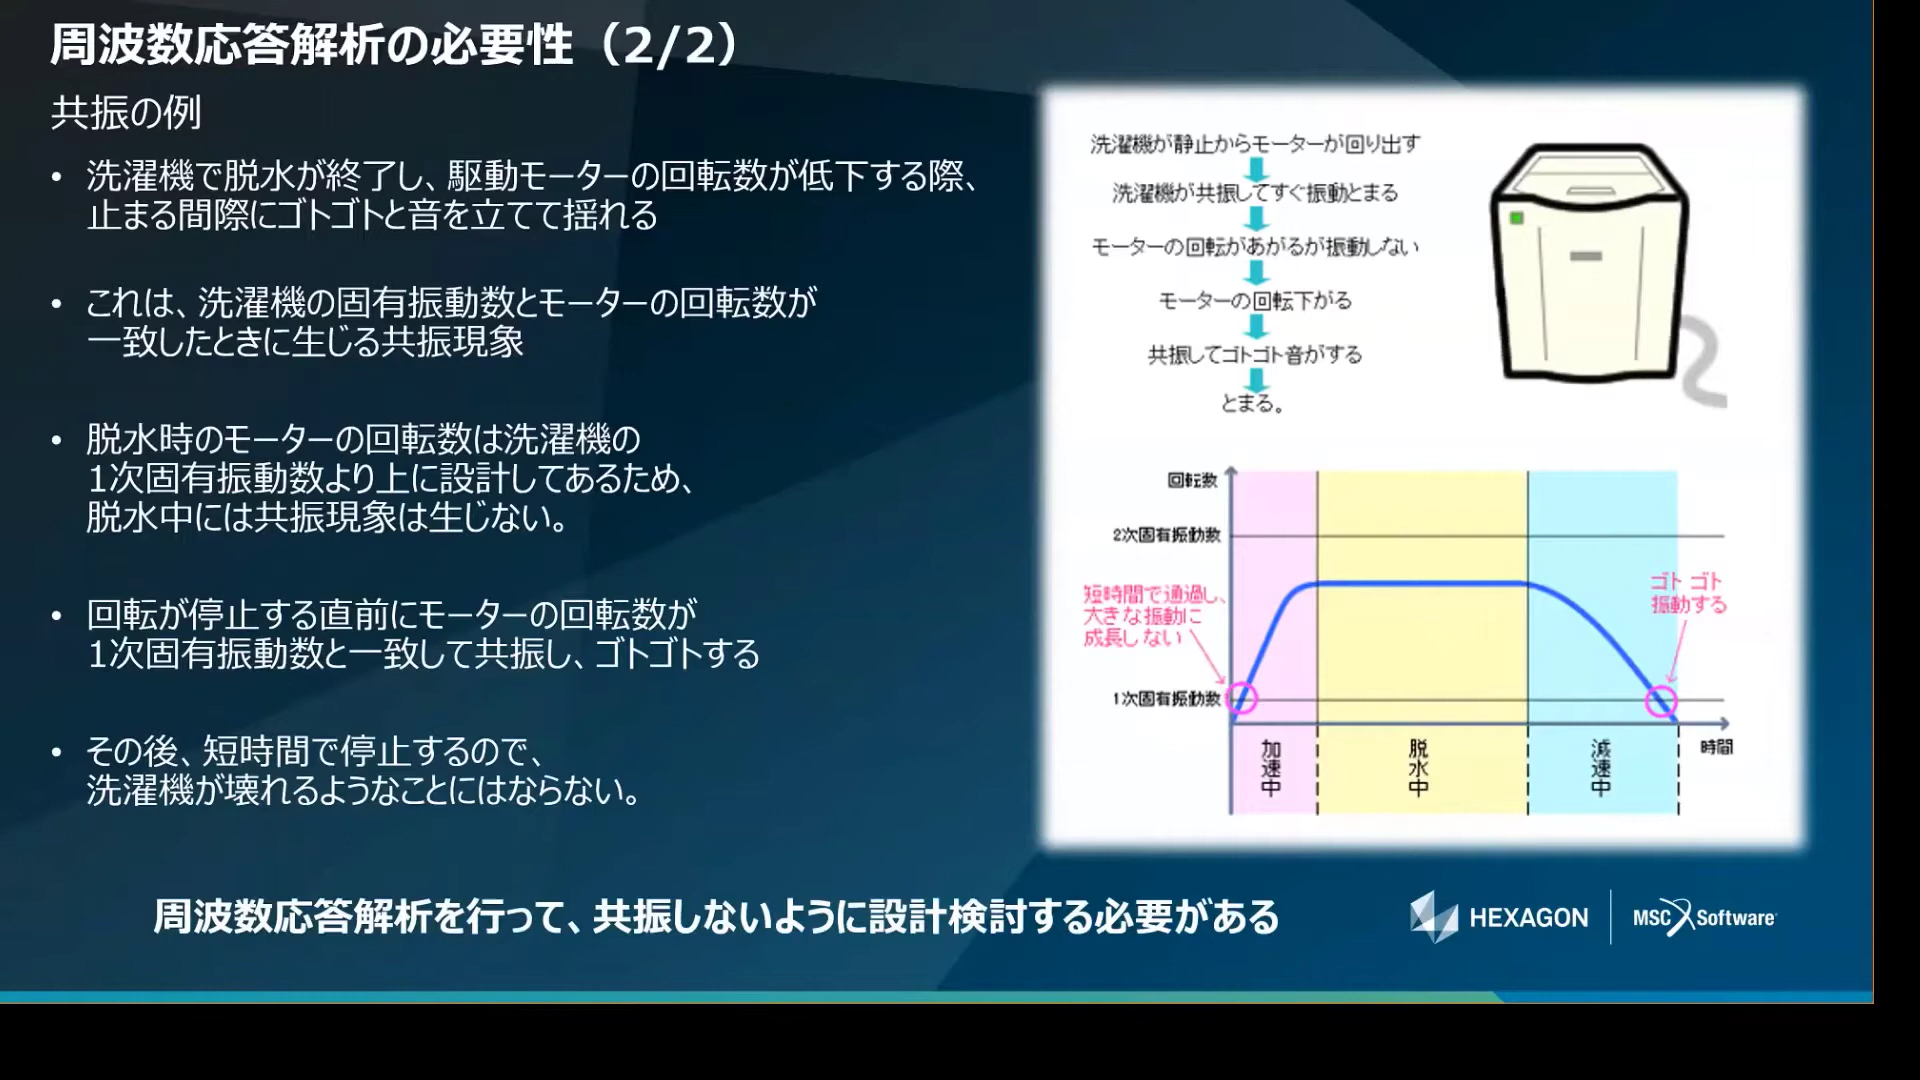 周波数応答解析の必要性（2/2）
共振の例
• 洗濯機で脱水が終了し、駆動モーターの回転数が低下する際、
止まる間際にゴトゴトと音を立てて揺れる
• これは、洗濯機の固有振動数とモーターの回転数が
一致したときに生じる共振現象
• 脱水時のモーターの回転数は洗濯機の
1次固有振動数より上に設計してあるため、
脱水中には共振現象は生じない。
• 回転が停止する直前にモーターの回転数が
1次固有振動数と一致して共振し、ゴトゴトする
• その後、短時間で停止するので、
洗濯機が壊れるようなことにはならない。
洗濯機が静止からモーターが回り出す
洗濯機が共振してすぐ振動とまる
モーターの回転があがるが振動しない
モーターの回転下がる
共振してゴトゴト音がする
とまる。
回転数
2次固有振動数
短時間で通過し、
大きな振動に
成長しない
ゴト ゴト
振動する
1次固有振動数
加速中
脱水中
減速中
時間
周波数応答解析を行って、共振しないように設計検討する必要がある
HEXAGON
MSC Software